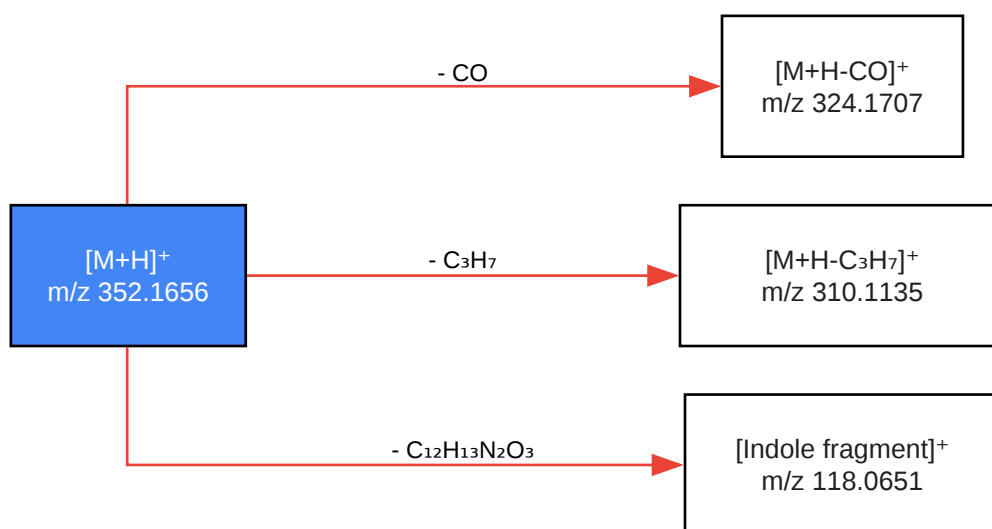 - CO
[M+H-CO]⁺
m/z 324.1707
[M+H]⁺
m/z 352.1656
- C₃H₇
[M+H-C₃H₇]⁺
m/z 310.1135
- C₁₂H₁₃N₂O₃
[Indole fragment]⁺
m/z 118.0651